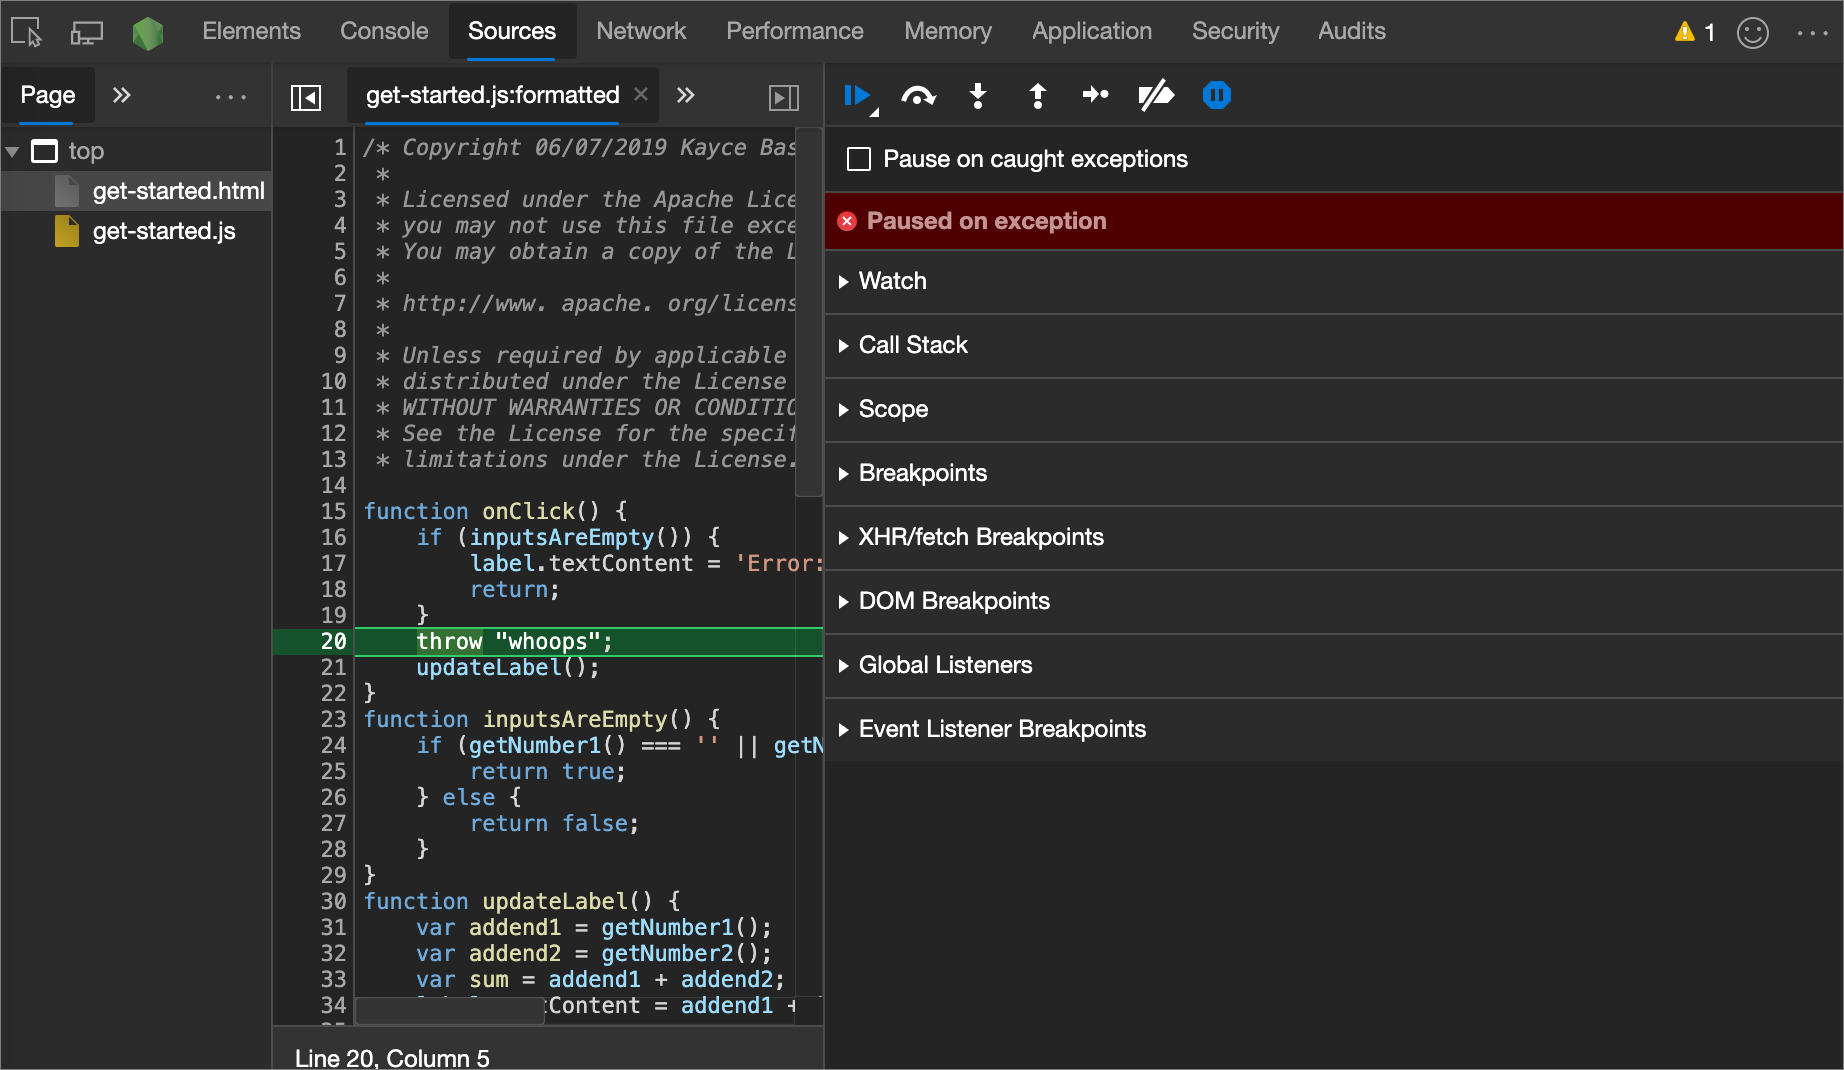 Elements Console Sources Network Performance Memory Application Security Audits 1
Page get-started.js:formatted
top
get-started.html
get-started.js
1 /* Copyright 06/07/2019 Kayce Bas
2 *
3 * Licensed under the Apache Lice
4 * you may not use this file exce
5 * You may obtain a copy of the L
6 *
7 * http://www. apache. org/licens
8 *
9 * Unless required by applicable
10 * distributed under the License
11 * WITHOUT WARRANTIES OR CONDITIO
12 * See the License for the specif
13 * limitations under the License.
14
15 function onClick() {
16 if (inputsAreEmpty()) {
17 label.textContent = 'Error:
18 return;
19 }
20 throw "whoops";
21 updateLabel();
22 }
23 function inputsAreEmpty() {
24 if (getNumber1() === '' || getN
25 return true;
26 } else {
27 return false;
28 }
29 }
30 function updateLabel() {
31 var addend1 = getNumber1();
32 var addend2 = getNumber2();
33 var sum = addend1 + addend2;
34 tContent = addend1 +
Line 20, Column 5
Pause on caught exceptions
Paused on exception
Watch
Call Stack
Scope
Breakpoints
XHR/fetch Breakpoints
DOM Breakpoints
Global Listeners
Event Listener Breakpoints